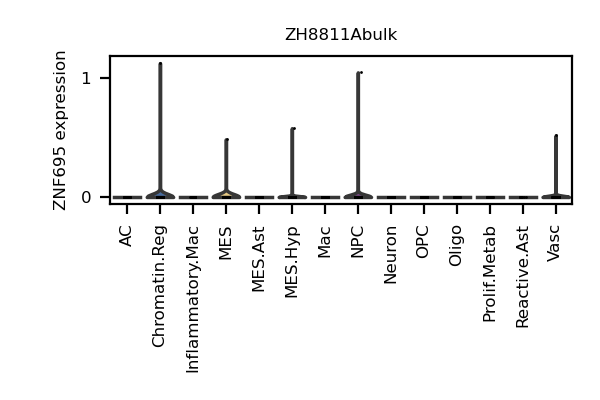 ZH8811Abulk
ZNF695 expression
1
0
AC
Chromatin.Reg
Inflammatory.Mac
MES
MES.Ast
MES.Hyp
Mac
NPC
Neuron
OPC
Oligo
Prolif.Metab
Reactive.Ast
Vasc